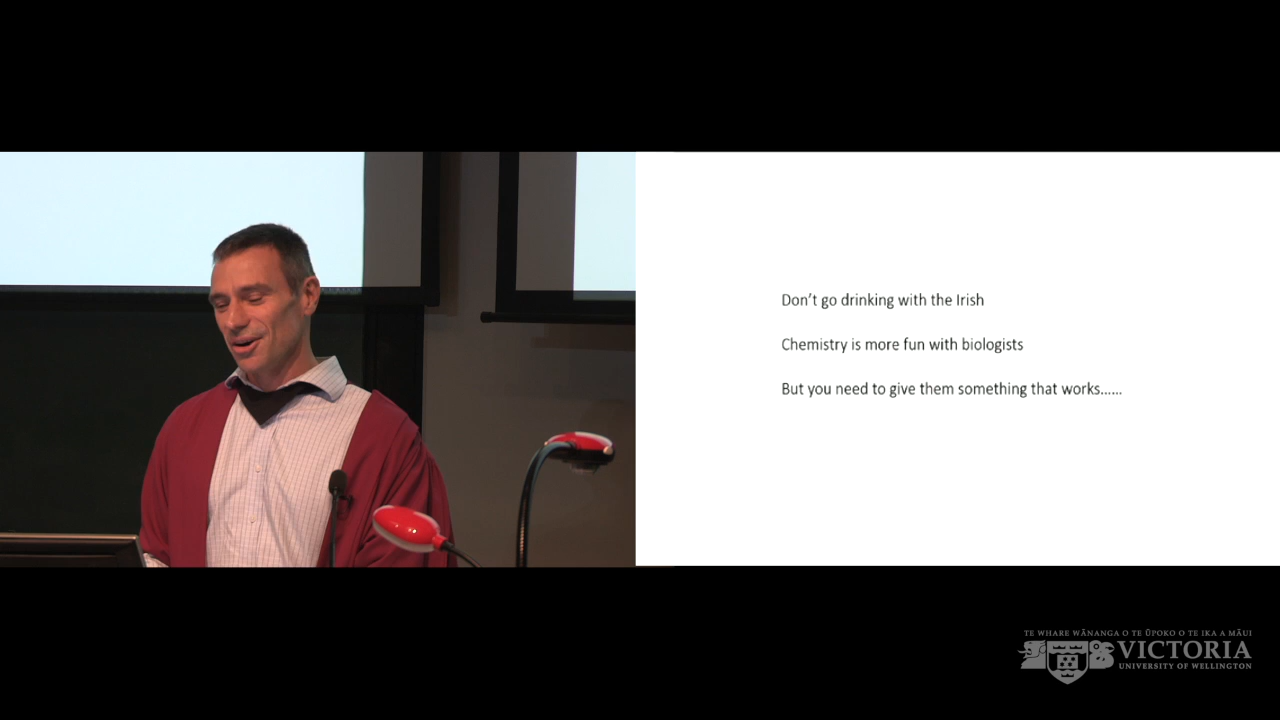 Don't go drinking with the Irish
Chemistry is more fun with biologists
But you need to give them something that works......
TE WHARE WĀNANGA O TE ŪPOKO O TE IKA A MĀUI
VICTORIA
UNIVERSITY OF WELLINGTON